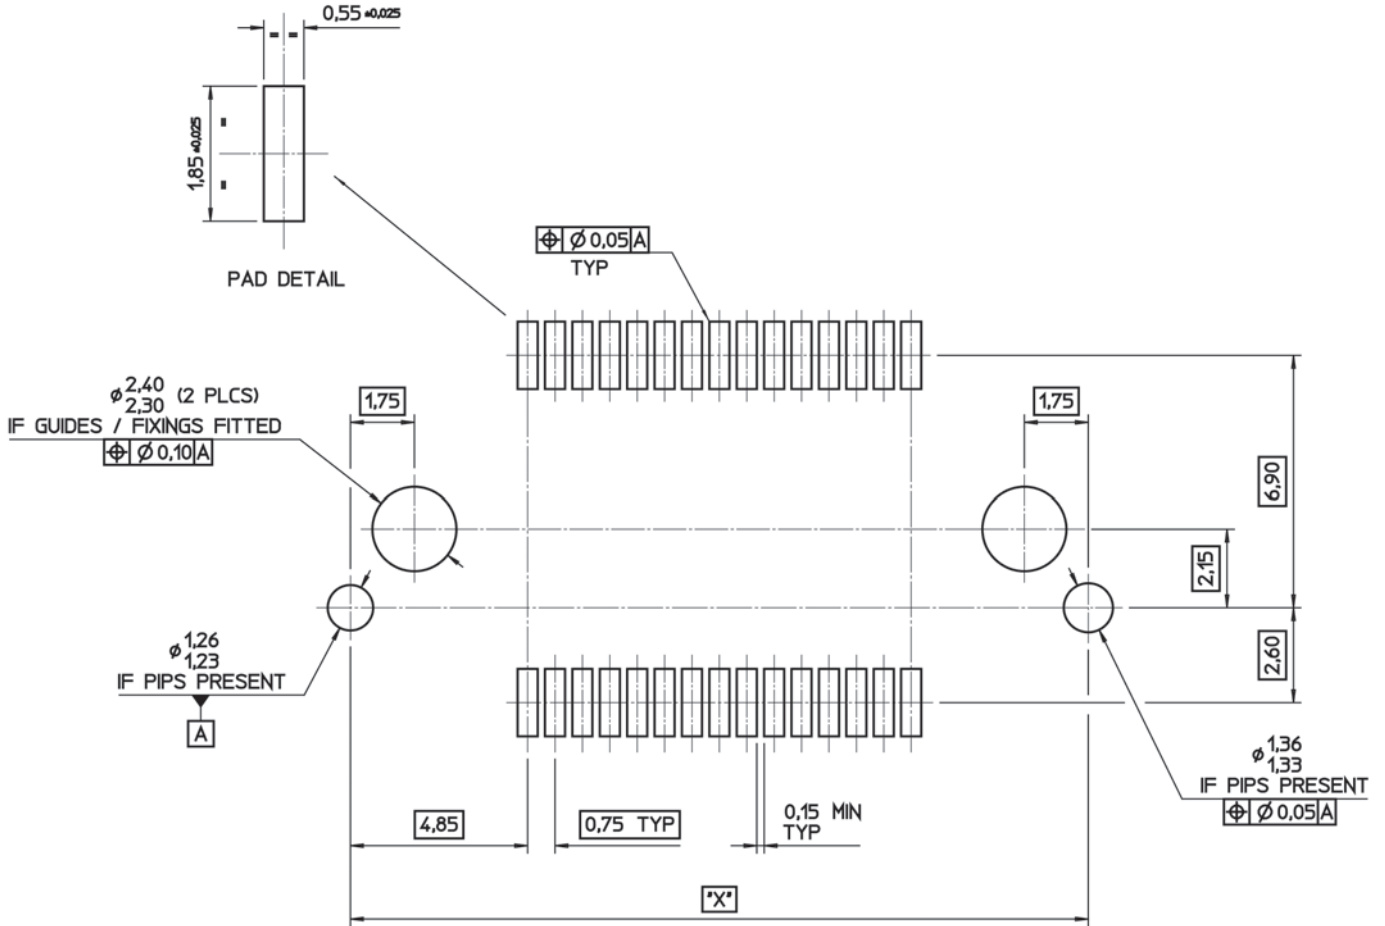 0,55 ±0,025
1,85 ±0,025
PAD DETAIL
⌖ Ø 0,05 A
TYP
ø 2,40 (2 PLCS)
2,30
IF GUIDES / FIXINGS FITTED
⌖ Ø 0,10 A
1,75
1,75
6,90
2,15
2,60
ø 1,26
1,23
IF PIPS PRESENT
A
ø 1,36
1,33
IF PIPS PRESENT
⌖ Ø 0,05 A
4,85
0,75 TYP
0,15 MIN
TYP
"X"